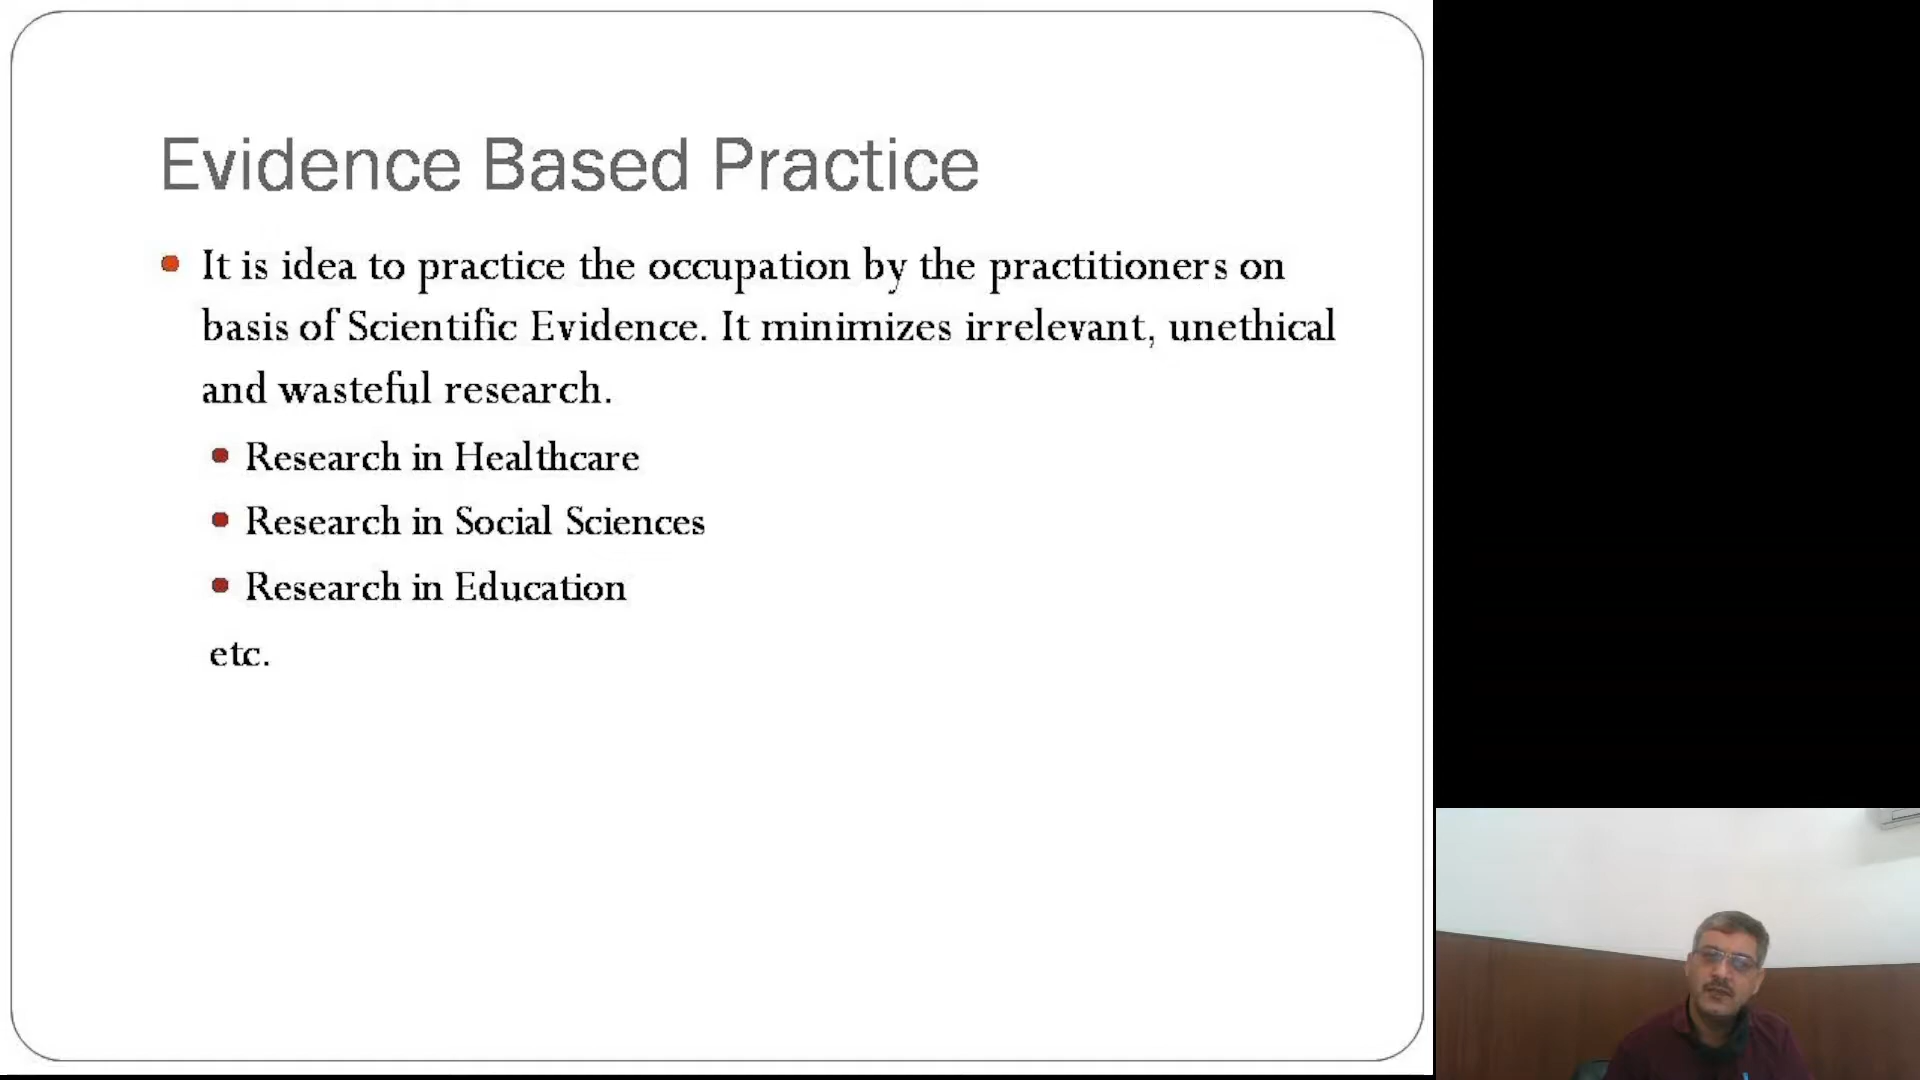 Evidence Based Practice
It is idea to practice the occupation by the practitioners on
basis of Scientific Evidence. It minimizes irrelevant, unethical
and wasteful research.
Research in Healthcare
Research in Social Sciences
Research in Education
etc.